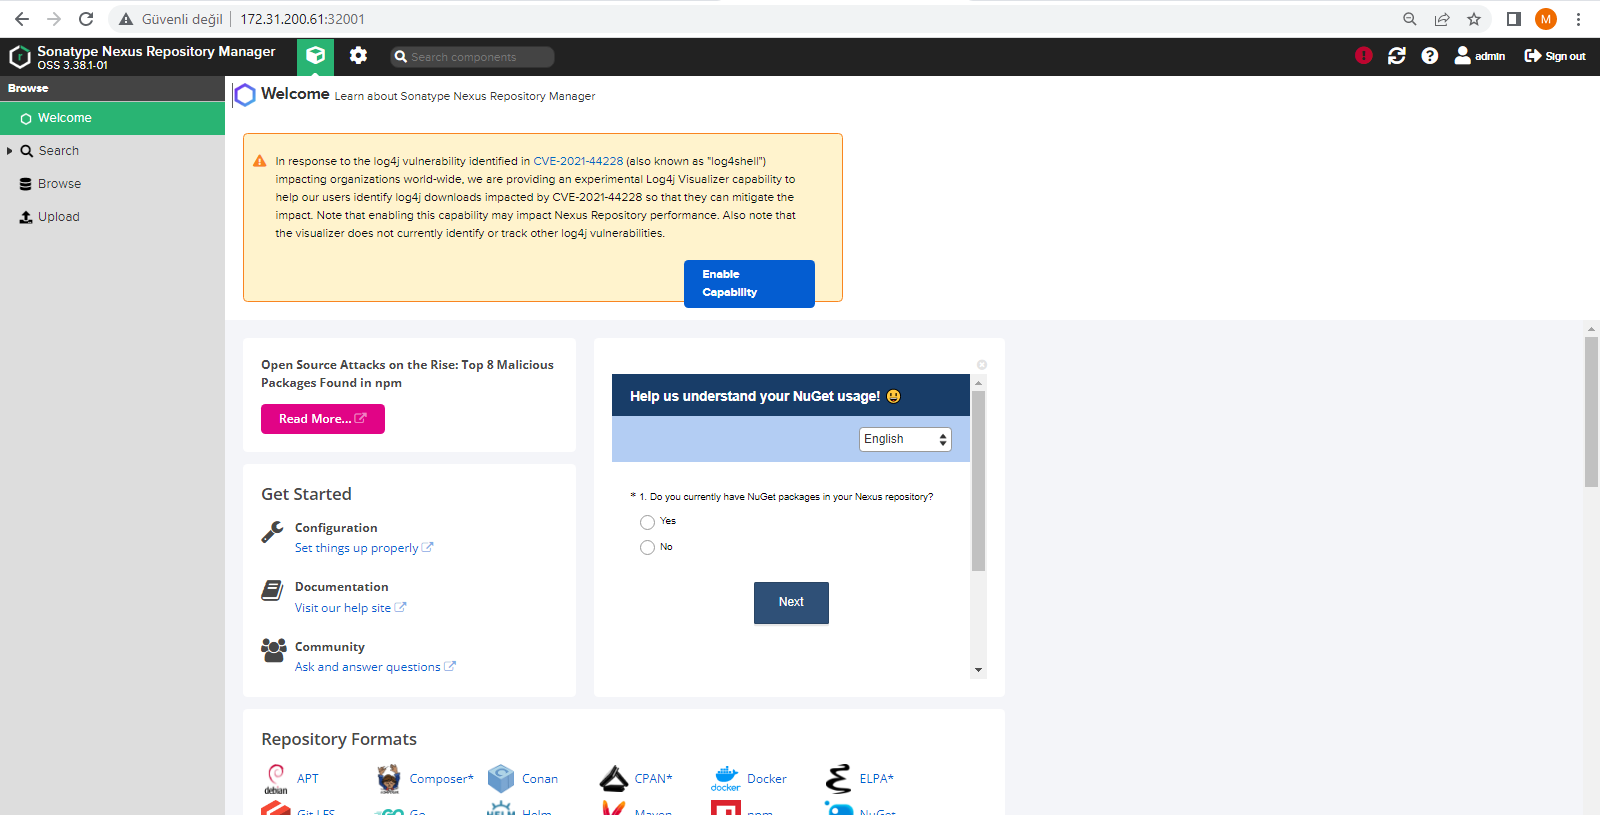 Güvenli değil
172.31.200.61:32001
M
Sonatype Nexus Repository Manager
OSS 3.38.1-01
Search components
admin
Sign out
Browse
Welcome
Search
Browse
Upload
Welcome Learn about Sonatype Nexus Repository Manager
In response to the log4j vulnerability identified in CVE-2021-44228 (also known as "log4shell")
impacting organizations world-wide, we are providing an experimental Log4j Visualizer capability to
help our users identify log4j downloads impacted by CVE-2021-44228 so that they can mitigate the
impact. Note that enabling this capability may impact Nexus Repository performance. Also note that
the visualizer does not currently identify or track other log4j vulnerabilities.
Enable
Capability
Open Source Attacks on the Rise: Top 8 Malicious
Packages Found in npm
Read More...
Get Started
Configuration
Set things up properly
Documentation
Visit our help site
Community
Ask and answer questions
Help us understand your NuGet usage! 😃
English
* 1. Do you currently have NuGet packages in your Nexus repository?
Yes
No
Next
Repository Formats
debian
APT
Composer*
Conan
CPAN*
docker
Docker
ELPA*
Git LFS
Go
HELM
Helm
Maven
npm
NuGet